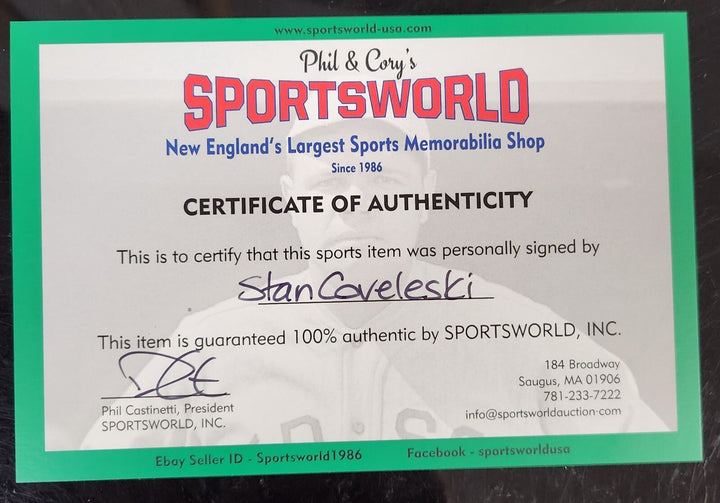 www.sportsworld-usa.com
Phil & Cory's
SPORTSWORLD
New England's Largest Sports Memorabilia Shop
Since 1986
CERTIFICATE OF AUTHENTICITY
This is to certify that this sports item was personally signed by
Stan Coveleski
This item is guaranteed 100% authentic by SPORTSWORLD, INC.
Phil Castinetti, President
SPORTSWORLD, INC.
184 Broadway
Saugus, MA 01906
781-233-7222
info@sportsworldauction.com
Ebay Seller ID - Sportsworld1986
Facebook - sportsworldusa